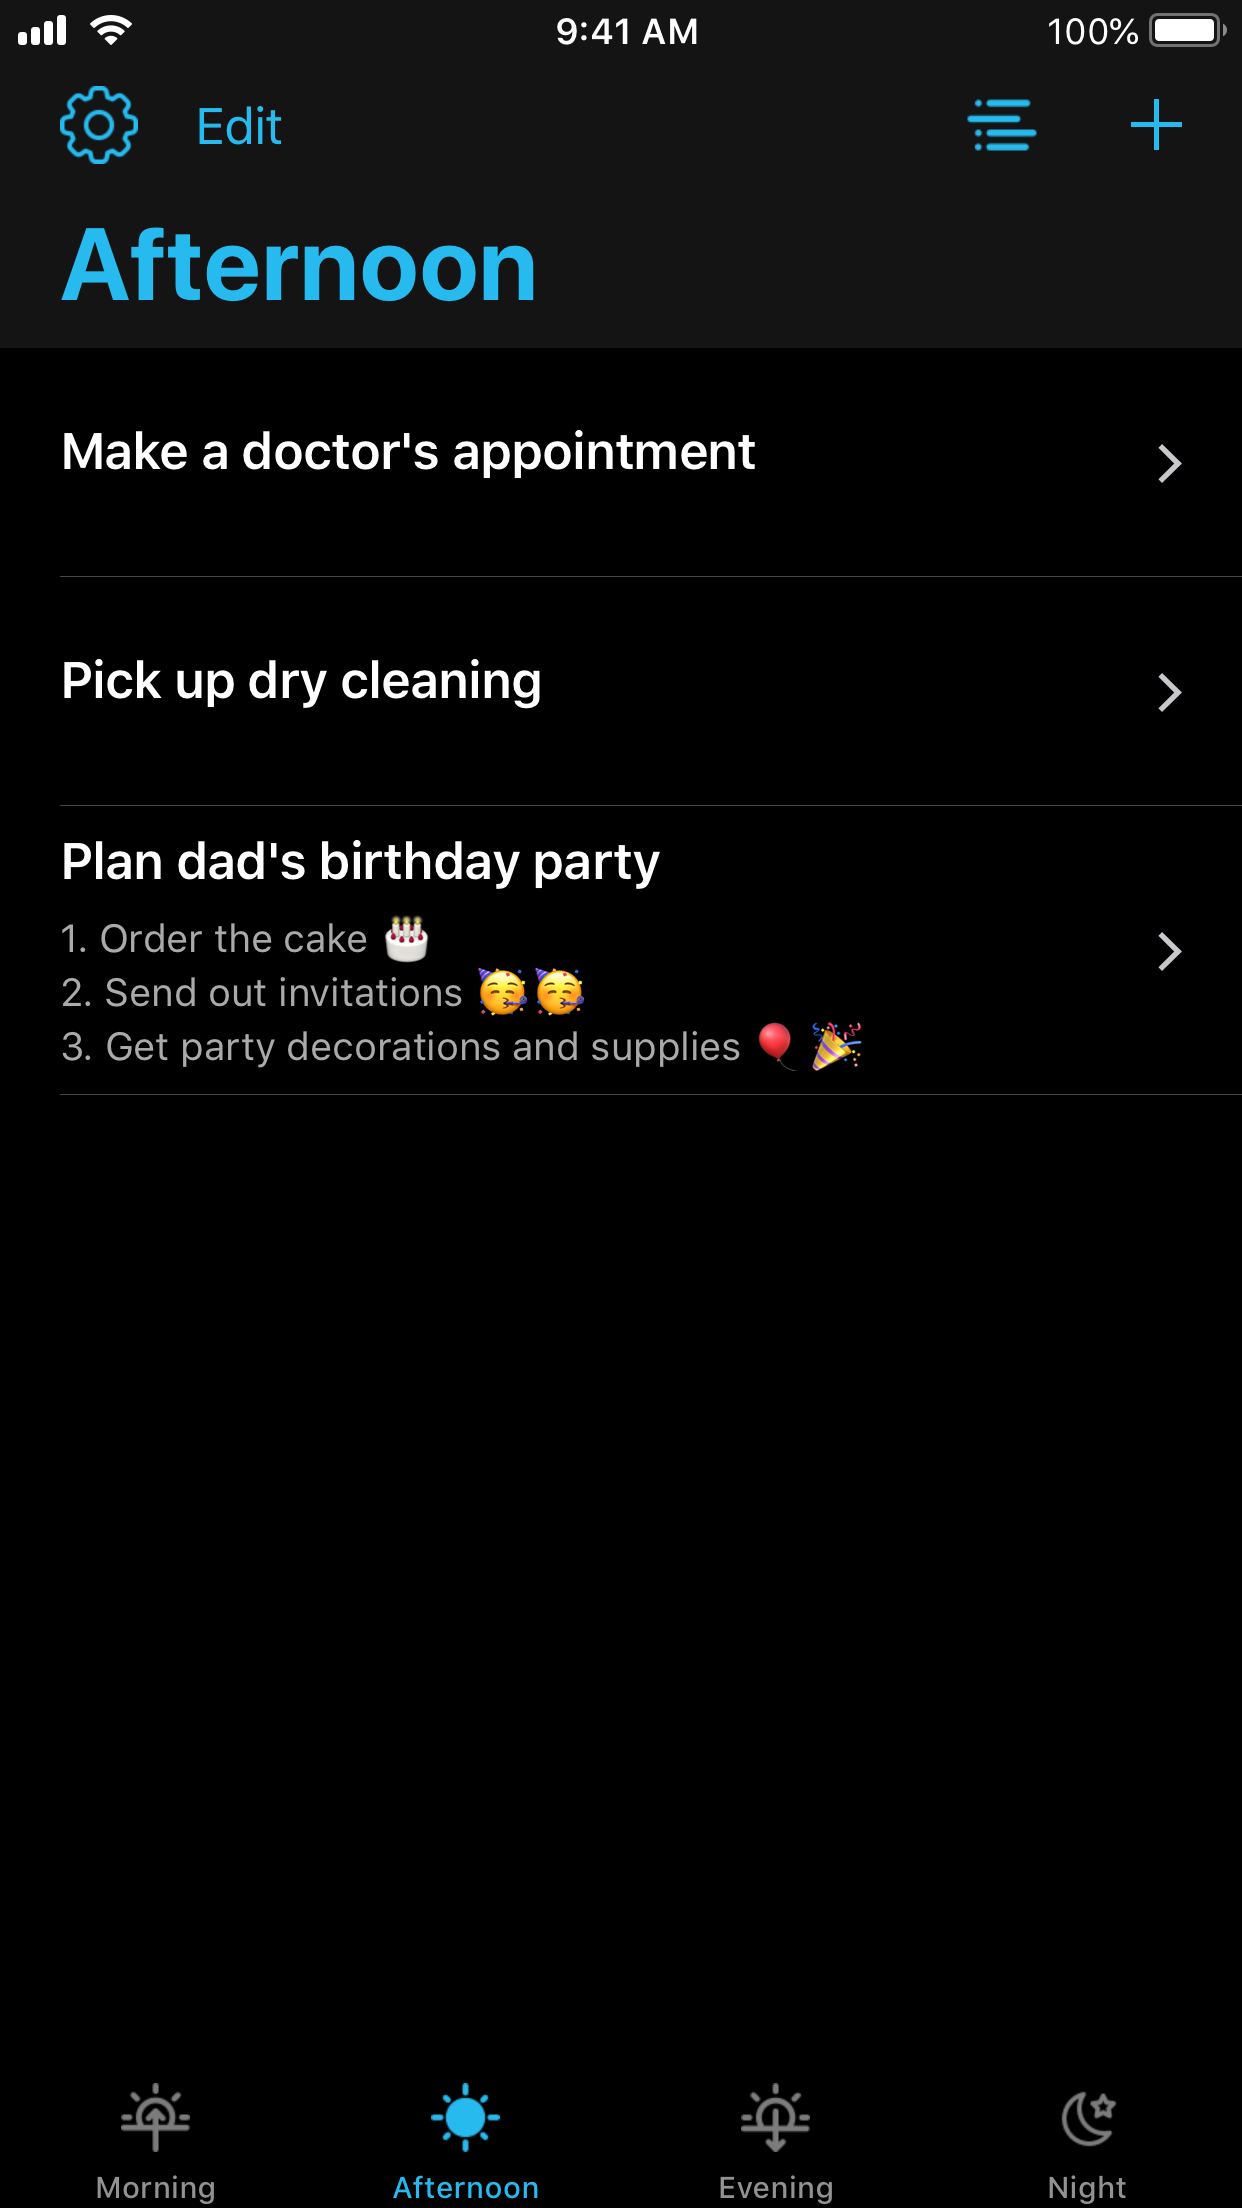 9:41 AM
100%
Edit
Afternoon
Make a doctor's appointment
Pick up dry cleaning
Plan dad's birthday party
1. Order the cake 🎂
2. Send out invitations 🥳🥳
3. Get party decorations and supplies 🎈🎉
Morning
Afternoon
Evening
Night